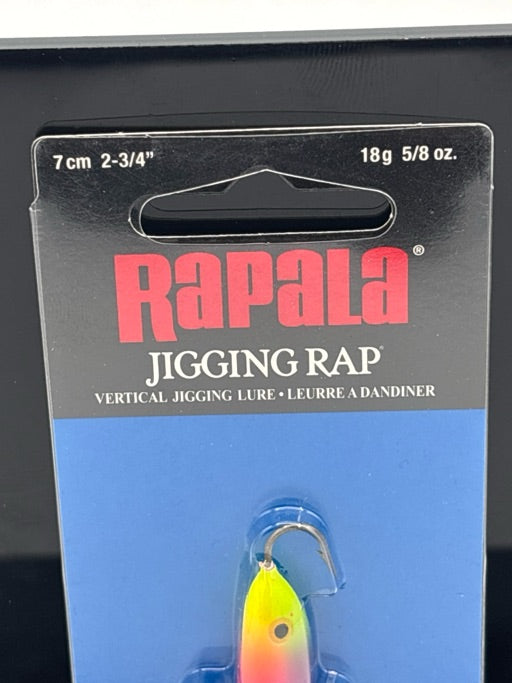 7cm 2-3/4" 18g 5/8 oz.
RAPALA®
JIGGING RAP®
VERTICAL JIGGING LURE • LEURRE A DANDINER